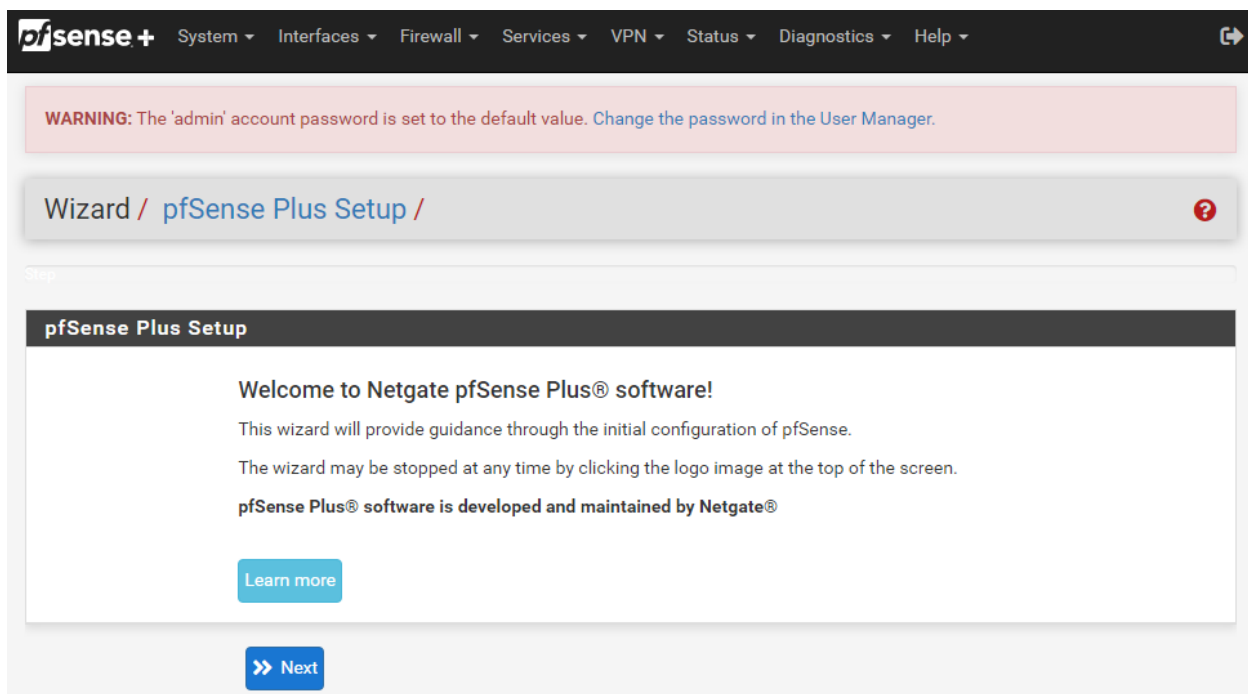 pfsense+ System Interfaces Firewall Services VPN Status Diagnostics Help
WARNING: The 'admin' account password is set to the default value. Change the password in the User Manager.
Wizard / pfSense Plus Setup /
Step
pfSense Plus Setup
Welcome to Netgate pfSense Plus® software!
This wizard will provide guidance through the initial configuration of pfSense.
The wizard may be stopped at any time by clicking the logo image at the top of the screen.
pfSense Plus® software is developed and maintained by Netgate®
Learn more
Next